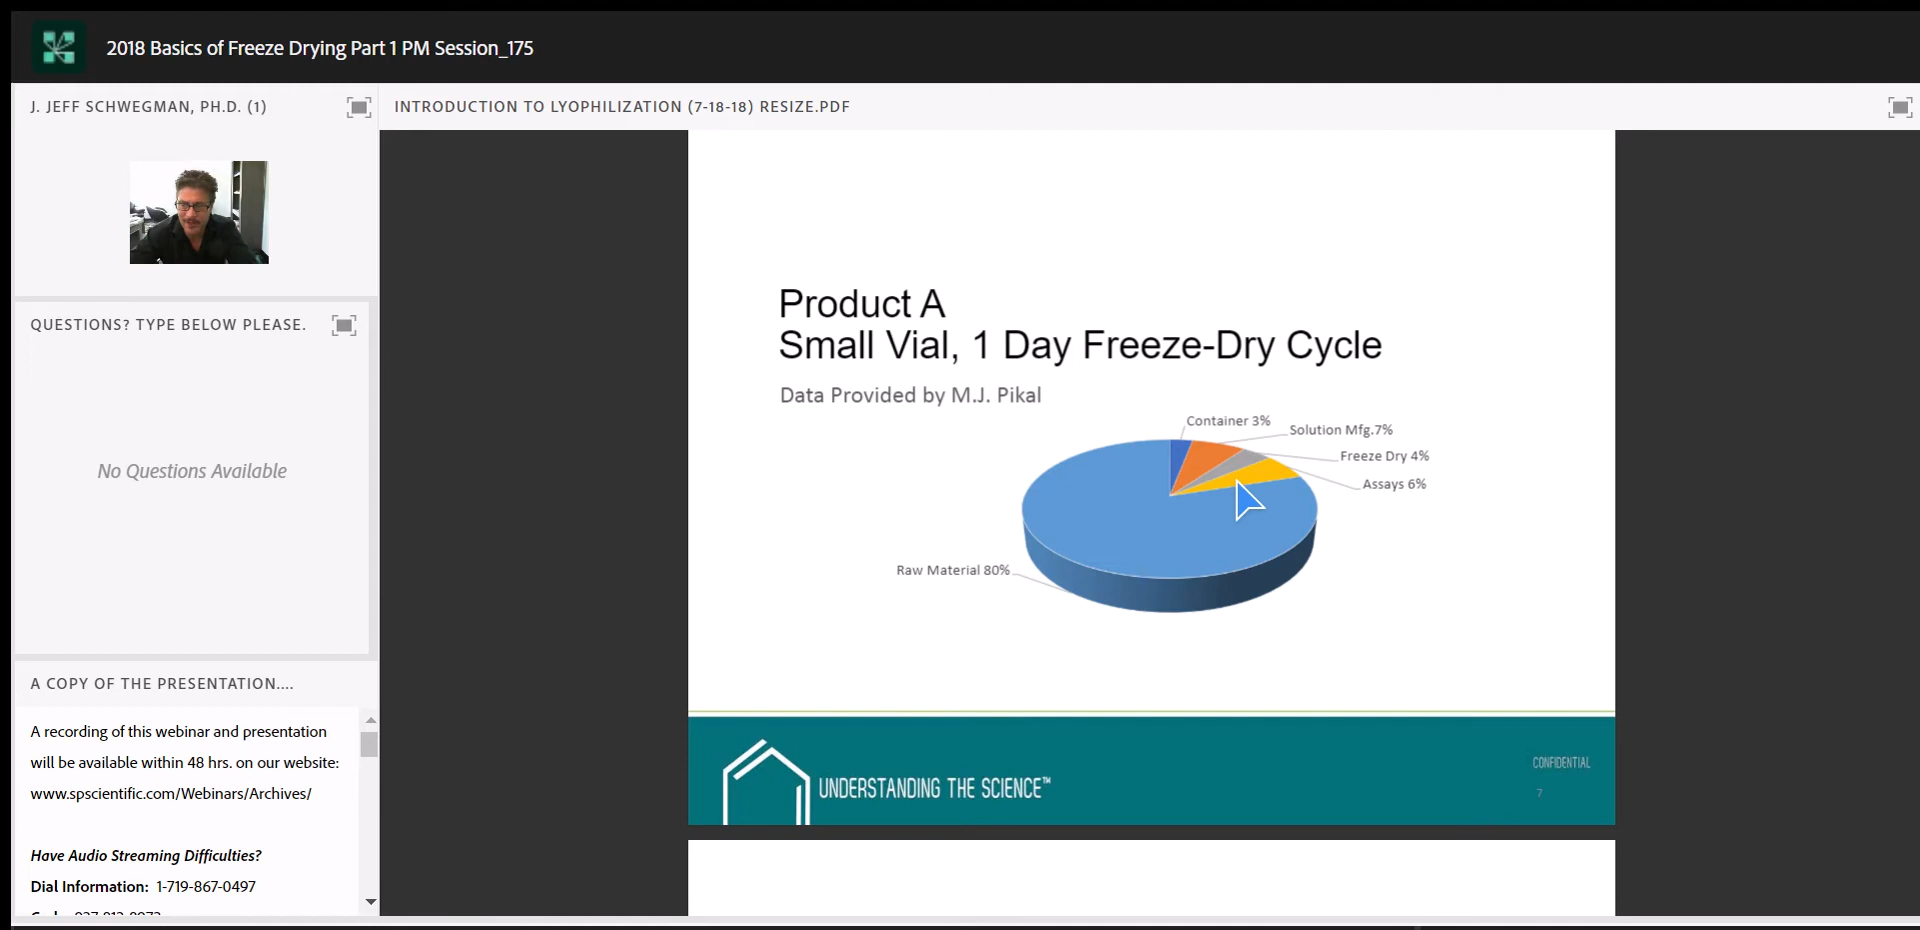 2018 Basics of Freeze Drying Part 1 PM Session_175
J. JEFF SCHWEGMAN, PH.D. (1)
INTRODUCTION TO LYOPHILIZATION (7-18-18) RESIZE.PDF
QUESTIONS? TYPE BELOW PLEASE.
No Questions Available
A COPY OF THE PRESENTATION....
A recording of this webinar and presentation
will be available within 48 hrs. on our website:
www.spscientific.com/Webinars/Archives/
Have Audio Streaming Difficulties?
Dial Information: 1-719-867-0497
Product A
Small Vial, 1 Day Freeze-Dry Cycle
Data Provided by M.J. Pikal
Container 3%
Solution Mfg.7%
Freeze Dry 4%
Assays 6%
Raw Material 80%
UNDERSTANDING THE SCIENCE™
CONFIDENTIAL
7